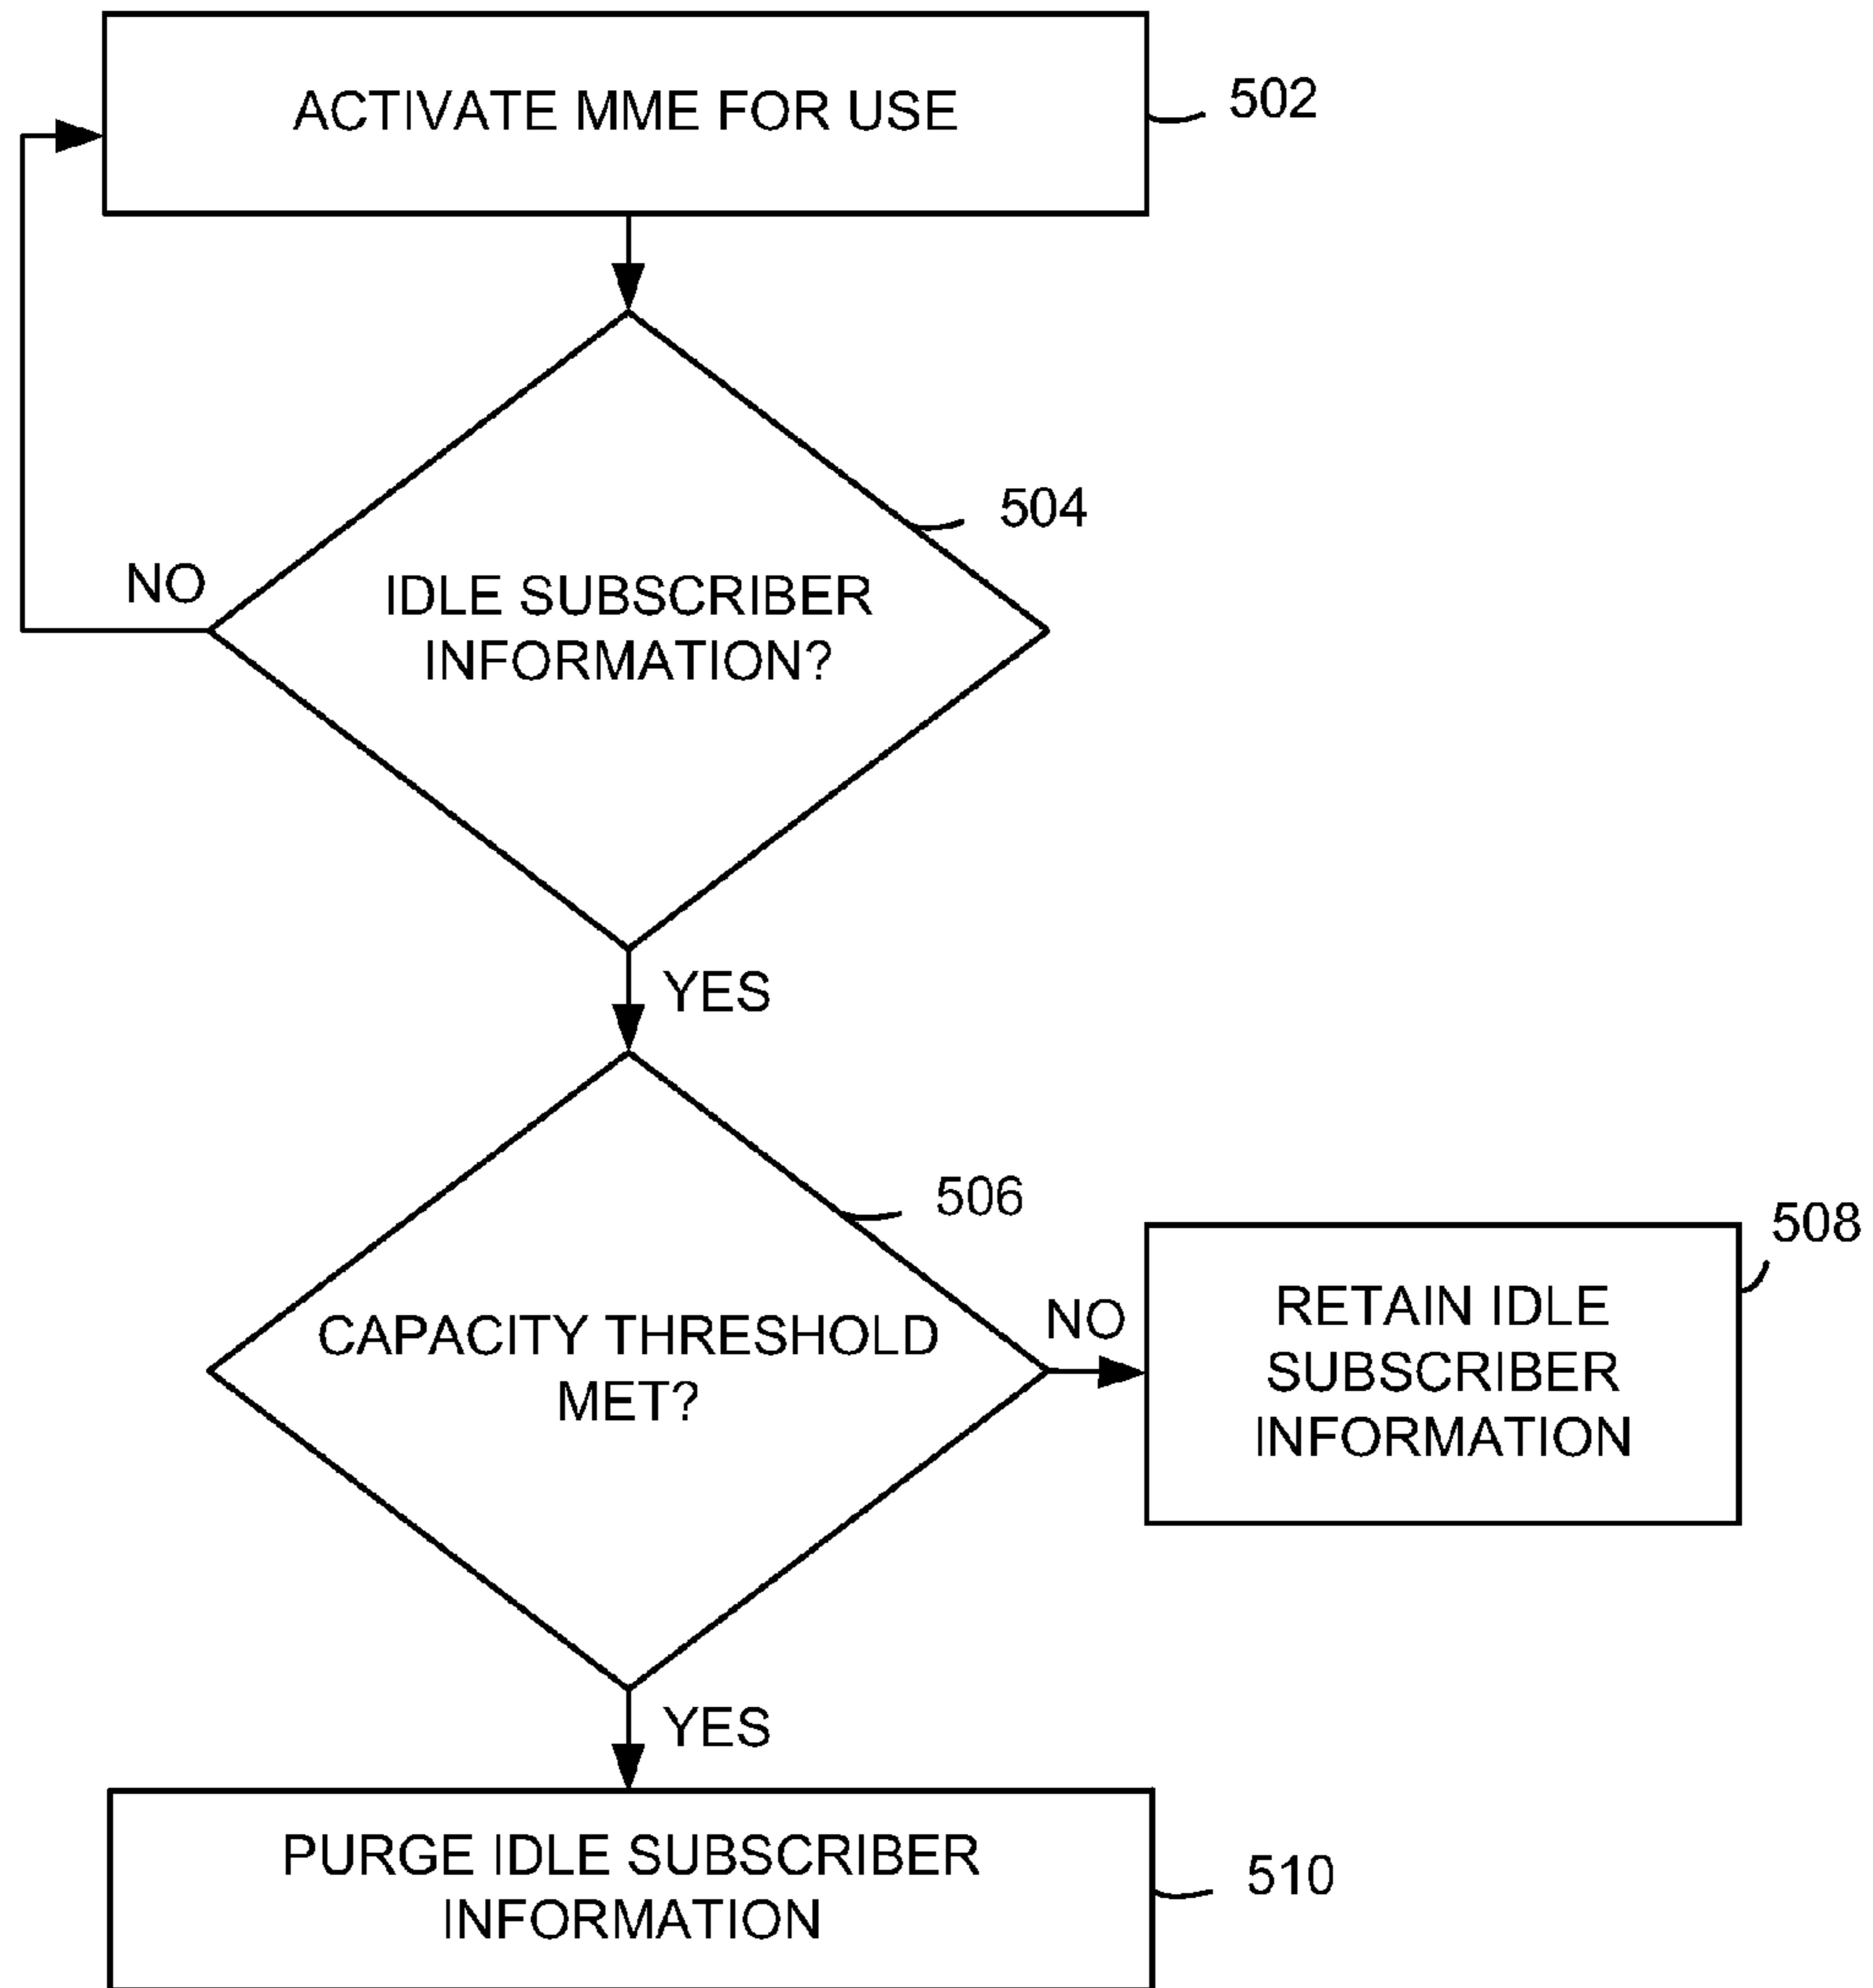 ACTIVATE MME FOR USE
502
504
NO
IDLE SUBSCRIBER
INFORMATION?
YES
506
CAPACITY THRESHOLD
MET?
NO
508
RETAIN IDLE
SUBSCRIBER
INFORMATION
YES
PURGE IDLE SUBSCRIBER
INFORMATION
510